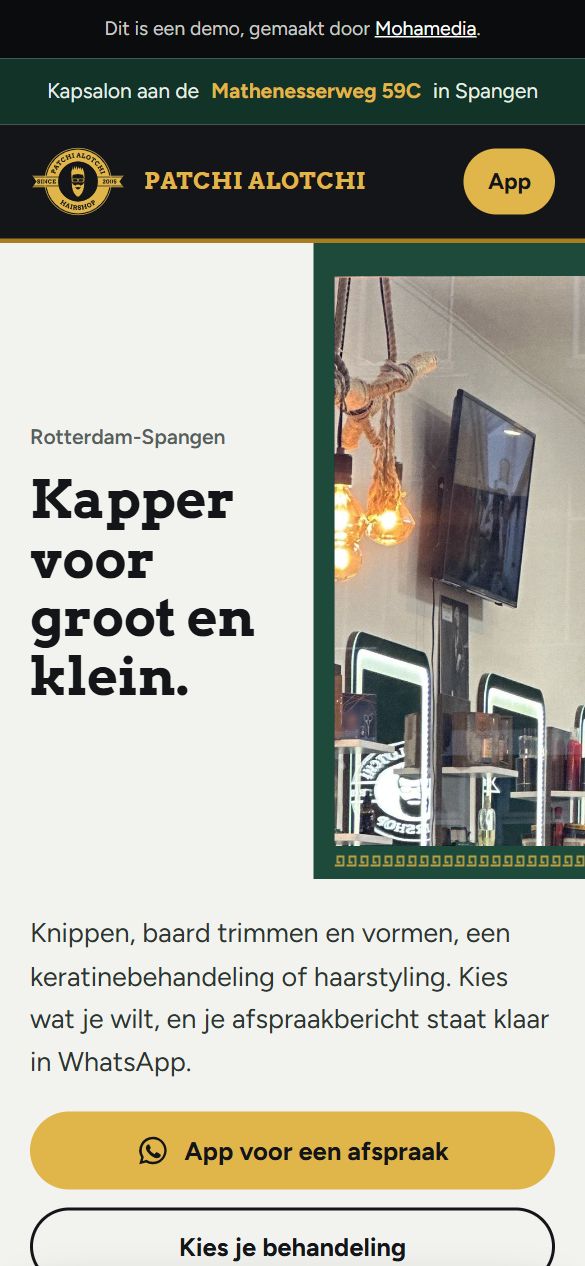 Dit is een demo, gemaakt door Mohamedia.
Kapsalon aan de Mathenesserweg 59C in Spangen
PATCHI ALOTCHI
SINCE 2005
HAIRSHOP
PATCHI ALOTCHI
App
Rotterdam-Spangen
Kapper
voor
groot en
klein.
Knippen, baard trimmen en vormen, een
keratinebehandeling of haarstyling. Kies
wat je wilt, en je afspraakbericht staat klaar
in WhatsApp.
App voor een afspraak
Kies je behandeling